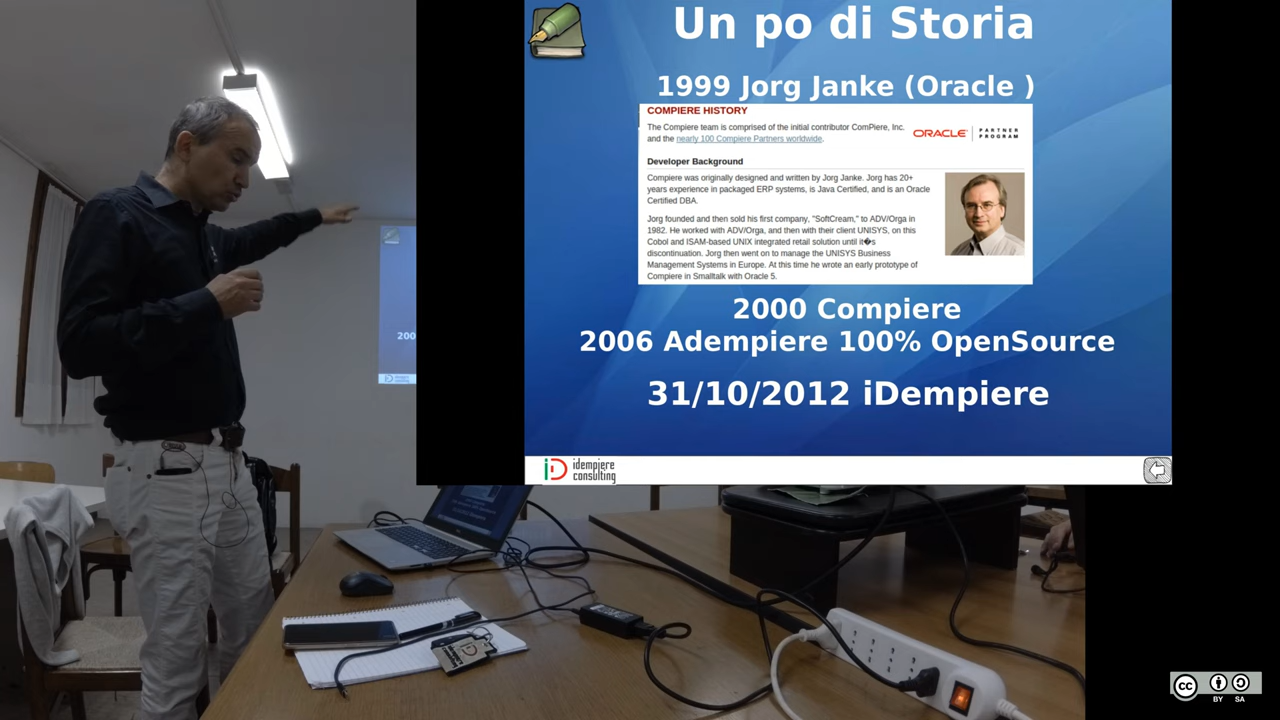 Un po di Storia
1999 Jorg Janke (Oracle )
COMPIERE HISTORY
The Compiere team is comprised of the initial contributor ComPiere, Inc.
and the nearly 100 Compiere Partners worldwide.
ORACLE PARTNER
PROGRAM
Developer Background
Compiere was originally designed and written by Jorg Janke. Jorg has 20+
years experience in packaged ERP systems, is Java Certified, and is an Oracle
Certified DBA.
Jorg founded and then sold his first company, "SoftCream," to ADV/Orga in
1982. He worked with ADV/Orga, and then with their client UNISYS, on this
Cobol and ISAM-based UNIX integrated retail solution until it�s
discontinuation. Jorg then went on to manage the UNISYS Business
Management Systems in Europe. At this time he wrote an early prototype of
Compiere in Smalltalk with Oracle 5.
2000 Compiere
2006 Adempiere 100% OpenSource
31/10/2012 iDempiere
iD idempiere
consulting
200
cc
BY SA